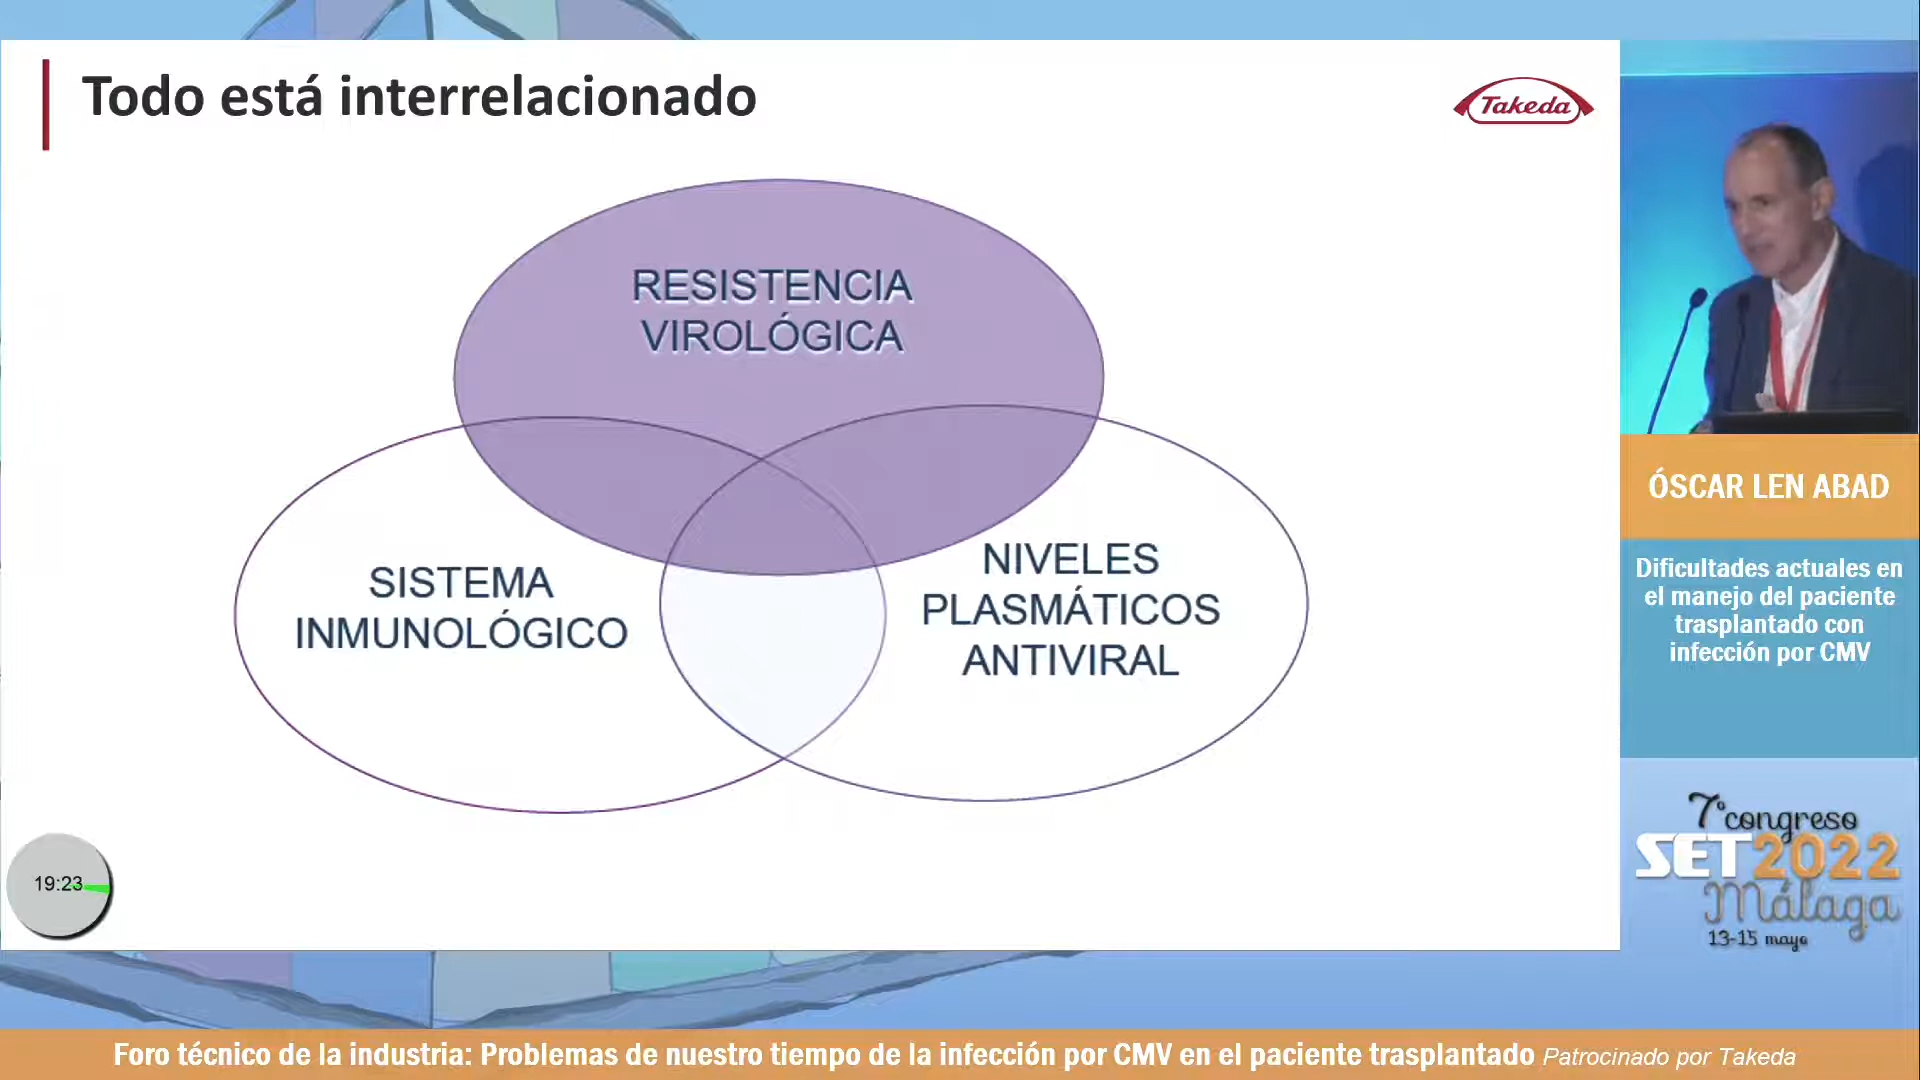 Todo está interrelacionado
Takeda
RESISTENCIA
VIROLÓGICA
SISTEMA
INMUNOLÓGICO
NIVELES
PLASMÁTICOS
ANTIVIRAL
19:23
ÓSCAR LEN ABAD
Dificultades actuales en
el manejo del paciente
trasplantado con
infección por CMV
7º congreso
SET2022
Málaga
13-15 mayo
Foro técnico de la industria: Problemas de nuestro tiempo de la infección por CMV en el paciente trasplantado Patrocinado por Takeda